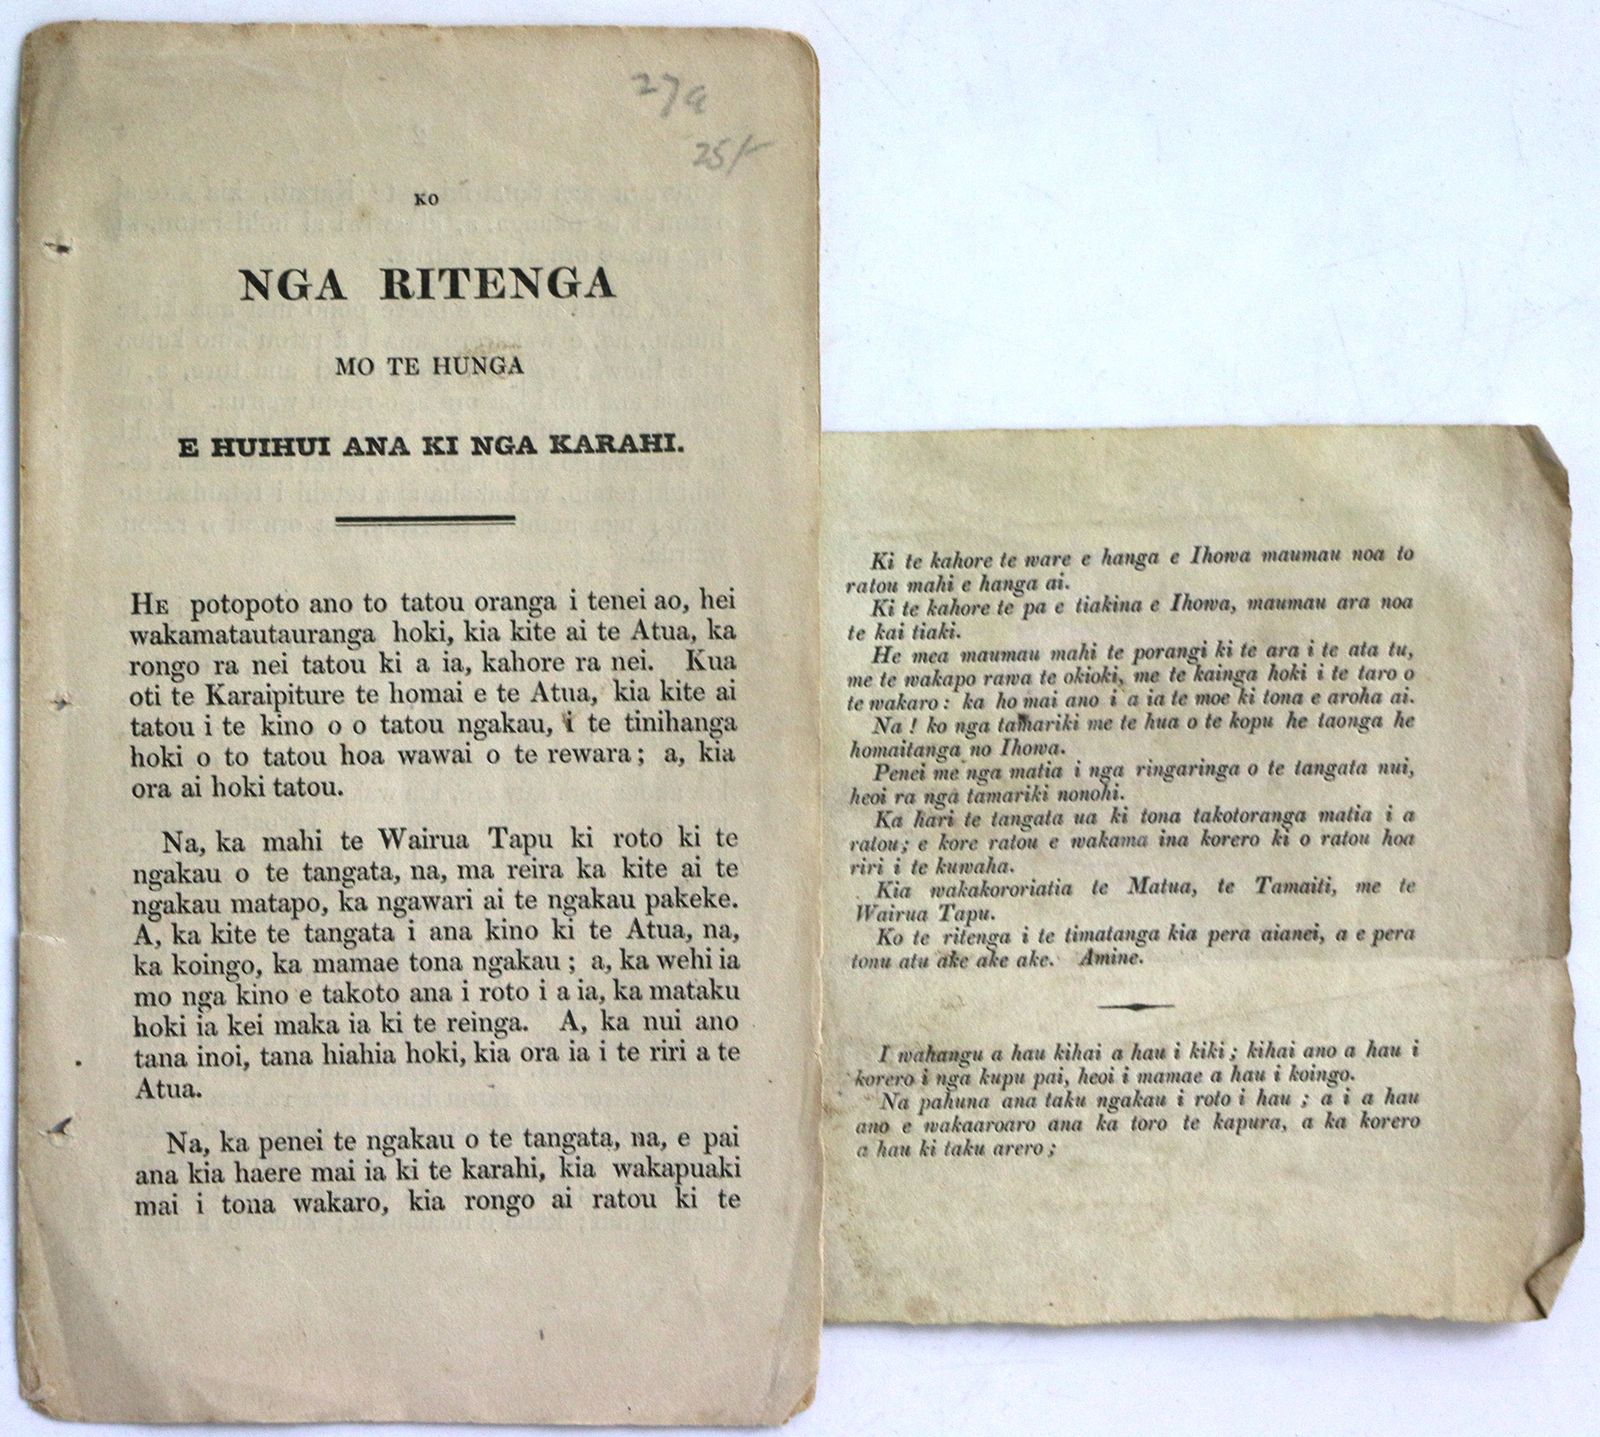 27a
25/-
KO
NGA RITENGA
MO TE HUNGA
E HUIHUI ANA KI NGA KARAHI.
HE potopoto ano to tatou oranga i tenei ao, hei
wakamatautauranga hoki, kia kite ai te Atua, ka
rongo ra nei tatou ki a ia, kahore ra nei. Kua
oti te Karaipiture te homai e te Atua, kia kite ai
tatou i te kino o o tatou ngakau, i te tinihanga
hoki o to tatou hoa wawai o te rewara; a, kia
ora ai hoki tatou.
Na, ka mahi te Wairua Tapu ki roto ki te
ngakau o te tangata, na, ma reira ka kite ai te
ngakau matapo, ka ngawari ai te ngakau pakeke.
A, ka kite te tangata i ana kino ki te Atua, na,
ka koingo, ka mamae tona ngakau; a, ka wehi ia
mo nga kino e takoto ana i roto i a ia, ka mataku
hoki ia kei maka ia ki te reinga. A, ka nui ano
tana inoi, tana hiahia hoki, kia ora ia i te riri a te
Atua.
Na, ka penei te ngakau o te tangata, na, e pai
ana kia haere mai ia ki te karahi, kia wakapuaki
mai i tona wakaro, kia rongo ai ratou ki te
Ki te kahore te ware e hanga e Ihowa maumau noa to
ratou mahi e hanga ai.
Ki te kahore te pa e tiakina e Ihowa, maumau ara noa
te kai tiaki.
He mea maumau mahi te porangi ki te ara i te ata tu,
me te wakapo rawa te okioki, me te kainga hoki i te taro o
te wakaro: ka ho mai ano i a ia te moe ki tona e aroha ai.
Na! ko nga tamariki me te hua o te kopu he taonga he
homaitanga no Ihowa.
Penei me nga matia i nga ringaringa o te tangata nui,
heoi ra nga tamariki nonohi.
Ka hari te tangata ua ki tona takotoranga matia i a
ratou; e kore ratou e wakama ina korero ki o ratou hoa
riri i te kuwaha.
Kia wakakororiatia te Matua, te Tamaiti, me te
Wairua Tapu.
Ko te ritenga i te timatanga kia pera aianei, a e pera
tonu atu ake ake ake. Amine.
I wahangu a hau kihai a hau i kiki; kihai ano a hau i
korero i nga kupu pai, heoi i mamae a hau i koingo.
Na pahuna ana taku ngakau i roto i hau; a i a hau
ano e wakaaroaro ana ka toro te kapura, a ka korero
a hau ki taku arero;